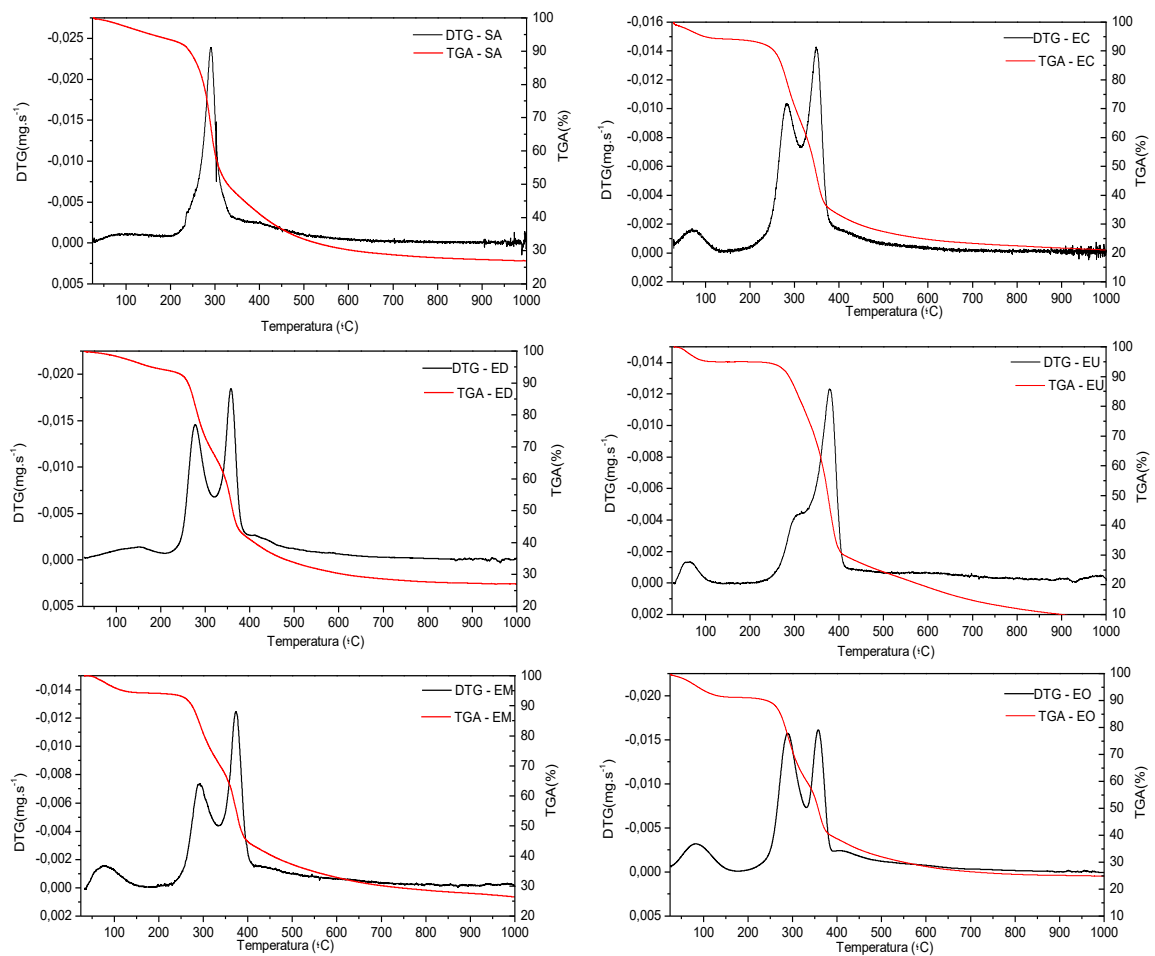 DTG(mg.s⁻¹)
-0,025
-0,020
-0,015
-0,010
-0,005
0,000
0,005
DTG - SA
TGA - SA
100
90
80
70
60
50
40
30
20
TGA(%)
100 200 300 400 500 600 700 800 900 1000
Temperatura (°C)
DTG(mg.s⁻¹)
-0,016
-0,014
-0,012
-0,010
-0,008
-0,006
-0,004
-0,002
0,000
0,002
DTG - EC
TGA - EC
100
90
80
70
60
50
40
30
20
10
TGA(%)
100 200 300 400 500 600 700 800 900 1000
Temperatura (°C)
DTG(mg.s⁻¹)
-0,020
-0,015
-0,010
-0,005
0,000
0,005
DTG - ED
TGA - ED
100
90
80
70
60
50
40
30
20
TGA(%)
100 200 300 400 500 600 700 800 900 1000
Temperatura (°C)
DTG(mg.s⁻¹)
-0,014
-0,012
-0,010
-0,008
-0,006
-0,004
-0,002
0,000
0,002
DTG - EU
TGA - EU
100
90
80
70
60
50
40
30
20
10
TGA(%)
100 200 300 400 500 600 700 800 900 1000
Temperatura (°C)
DTG(mg.s⁻¹)
-0,014
-0,012
-0,010
-0,008
-0,006
-0,004
-0,002
0,000
0,002
DTG - EM
TGA - EM
100
90
80
70
60
50
40
30
20
TGA(%)
100 200 300 400 500 600 700 800 900 1000
Temperatura (°C)
DTG(mg.s⁻¹)
-0,020
-0,015
-0,010
-0,005
0,000
0,005
DTG - EO
TGA - EO
100
90
80
70
60
50
40
30
20
10
TGA(%)
100 200 300 400 500 600 700 800 900 1000
Temperatura (°C)